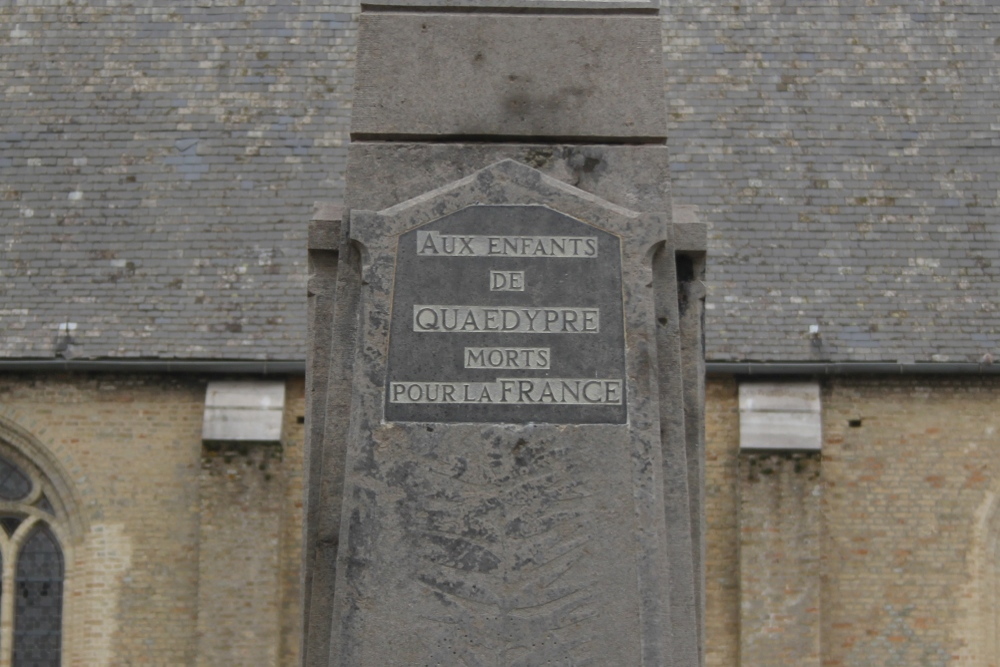 AUX ENFANTS
DE
QUAEDYPRE
MORTS
POUR LA FRANCE